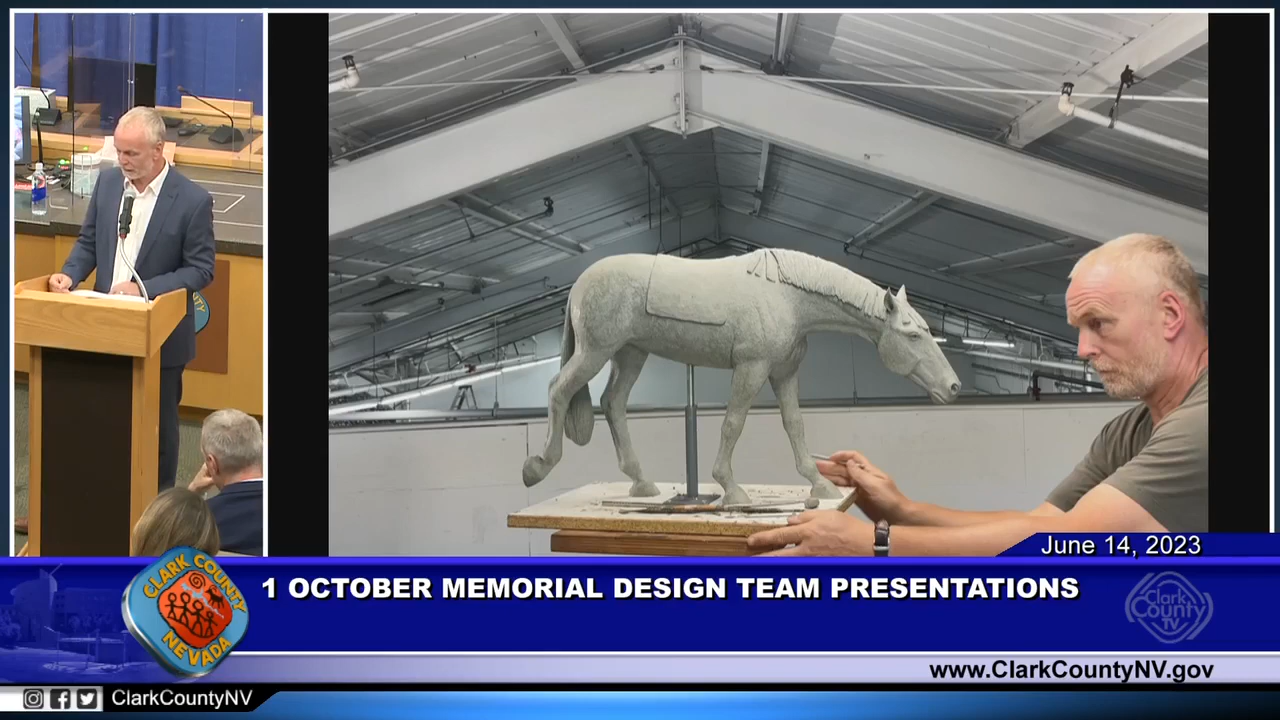 June 14, 2023
1 OCTOBER MEMORIAL DESIGN TEAM PRESENTATIONS
CLARK COUNTY
NEVADA
Clark
County
TV
www.ClarkCountyNV.gov
ClarkCountyNV